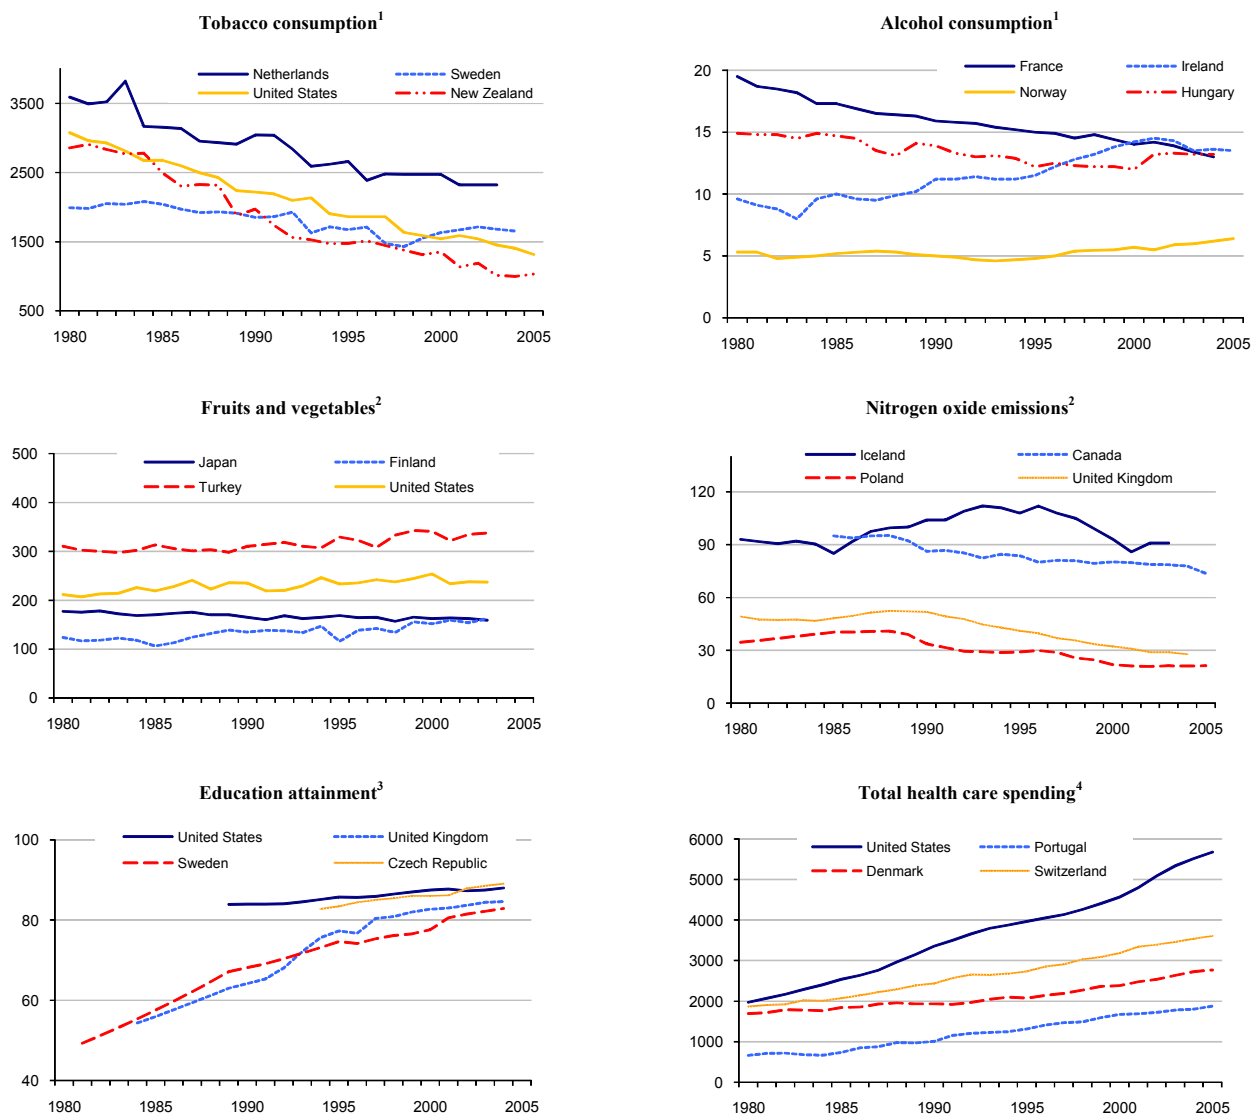 Tobacco consumption¹
Netherlands Sweden
United States New Zealand
3500
2500
1500
500
1980 1985 1990 1995 2000 2005
Alcohol consumption¹
France Ireland
Norway Hungary
20
15
10
5
0
1980 1985 1990 1995 2000 2005
Fruits and vegetables²
Japan Finland
Turkey United States
500
400
300
200
100
0
1980 1985 1990 1995 2000 2005
Nitrogen oxide emissions²
Iceland Canada
Poland United Kingdom
120
90
60
30
0
1980 1985 1990 1995 2000 2005
Education attainment³
United States United Kingdom
Sweden Czech Republic
100
80
60
40
1980 1985 1990 1995 2000 2005
Total health care spending⁴
United States Portugal
Denmark Switzerland
6000
5000
4000
3000
2000
1000
0
1980 1985 1990 1995 2000 2005